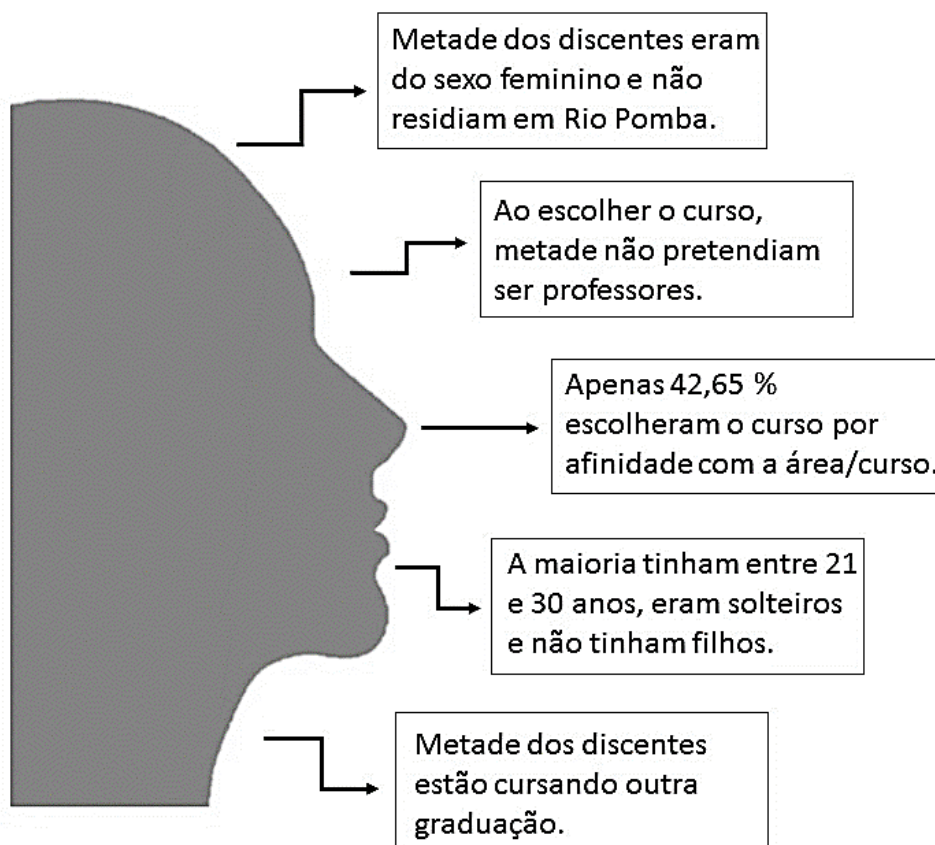 Metade dos discentes eram
do sexo feminino e não
residiam em Rio Pomba.
Ao escolher o curso,
metade não pretendiam
ser professores.
Apenas 42,65 %
escolheram o curso por
afinidade com a área/curso.
A maioria tinham entre 21
e 30 anos, eram solteiros
e não tinham filhos.
Metade dos discentes
estão cursando outra
graduação.